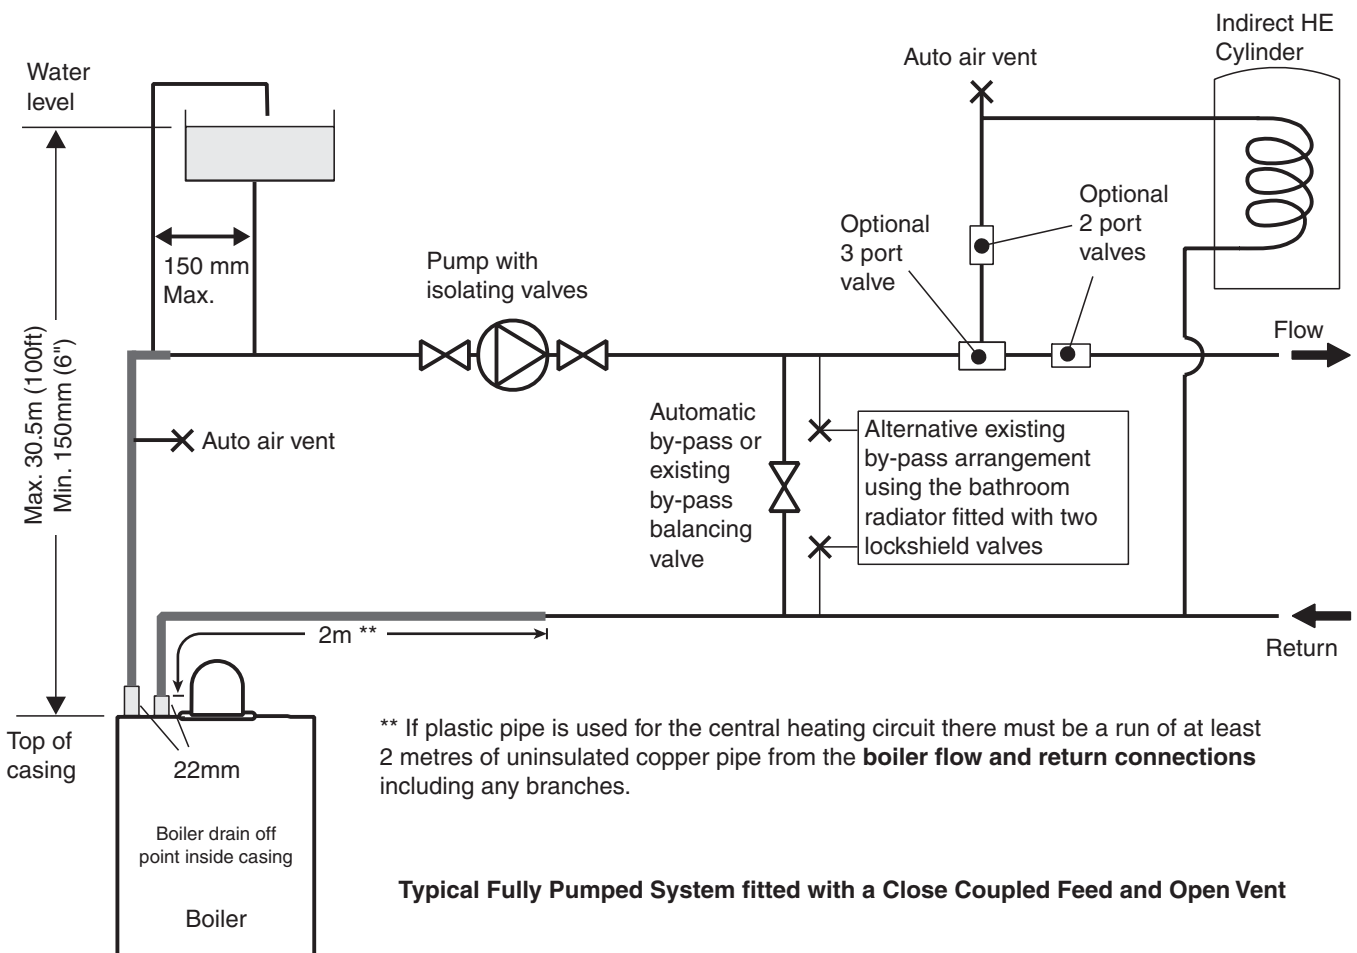 Indirect HE
Cylinder
Auto air vent
Water
level
Optional
2 port
valves
Optional
3 port
valve
Pump with
isolating valves
150 mm
Max.
Flow
Max. 30.5m (100ft)
Min. 150mm (6")
Auto air vent
Automatic
by-pass or
existing
by-pass
balancing
valve
Alternative existing
by-pass arrangement
using the bathroom
radiator fitted with two
lockshield valves
2m **
Return
Top of
casing
22mm
** If plastic pipe is used for the central heating circuit there must be a run of at least
2 metres of uninsulated copper pipe from the boiler flow and return connections
including any branches.
Boiler drain off
point inside casing
Boiler
Typical Fully Pumped System fitted with a Close Coupled Feed and Open Vent